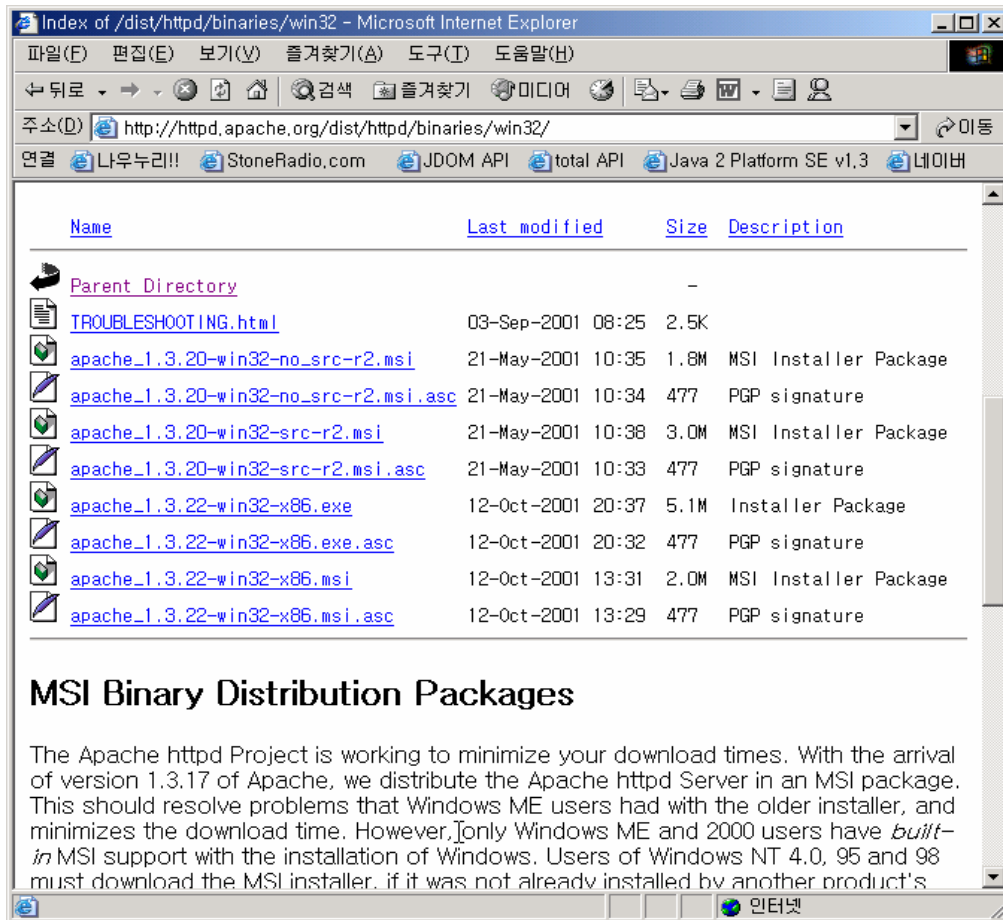 Index of /dist/httpd/binaries/win32 - Microsoft Internet Explorer
파일(F) 편집(E) 보기(V) 즐겨찾기(A) 도구(T) 도움말(H)
뒤로 검색 즐겨찾기 미디어
주소(D) http://httpd.apache.org/dist/httpd/binaries/win32/ 이동
연결 나우누리!! StoneRadio.com JDOM API total API Java 2 Platform SE v1.3 네이버
Name Last modified Size Description
Parent Directory -
TROUBLESHOOTING.html 03-Sep-2001 08:25 2.5K
apache_1.3.20-win32-no_src-r2.msi 21-May-2001 10:35 1.8M MSI Installer Package
apache_1.3.20-win32-no_src-r2.msi.asc 21-May-2001 10:34 477 PGP signature
apache_1.3.20-win32-src-r2.msi 21-May-2001 10:38 3.0M MSI Installer Package
apache_1.3.20-win32-src-r2.msi.asc 21-May-2001 10:33 477 PGP signature
apache_1.3.22-win32-x86.exe 12-Oct-2001 20:37 5.1M Installer Package
apache_1.3.22-win32-x86.exe.asc 12-Oct-2001 20:32 477 PGP signature
apache_1.3.22-win32-x86.msi 12-Oct-2001 13:31 2.0M MSI Installer Package
apache_1.3.22-win32-x86.msi.asc 12-Oct-2001 13:29 477 PGP signature
MSI Binary Distribution Packages
The Apache httpd Project is working to minimize your download times. With the arrival
of version 1.3.17 of Apache, we distribute the Apache httpd Server in an MSI package.
This should resolve problems that Windows ME users had with the older installer, and
minimizes the download time. However, only Windows ME and 2000 users have built-
in MSI support with the installation of Windows. Users of Windows NT 4.0, 95 and 98
must download the MSI installer, if it was not already installed by another product's
인터넷